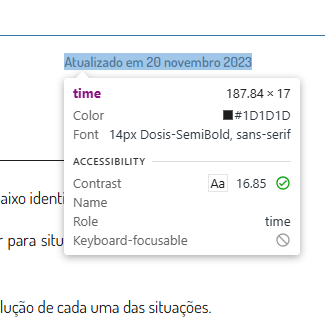 Atualizado em 20 novembro 2023
time 187.84 × 17
Color #1D1D1D
Font 14px Dosis-SemiBold, sans-serif
ACCESSIBILITY
Contrast Aa 16.85
Name
Role time
Keyboard-focusable
aixo identi
r para situ
lução de cada uma das situações.